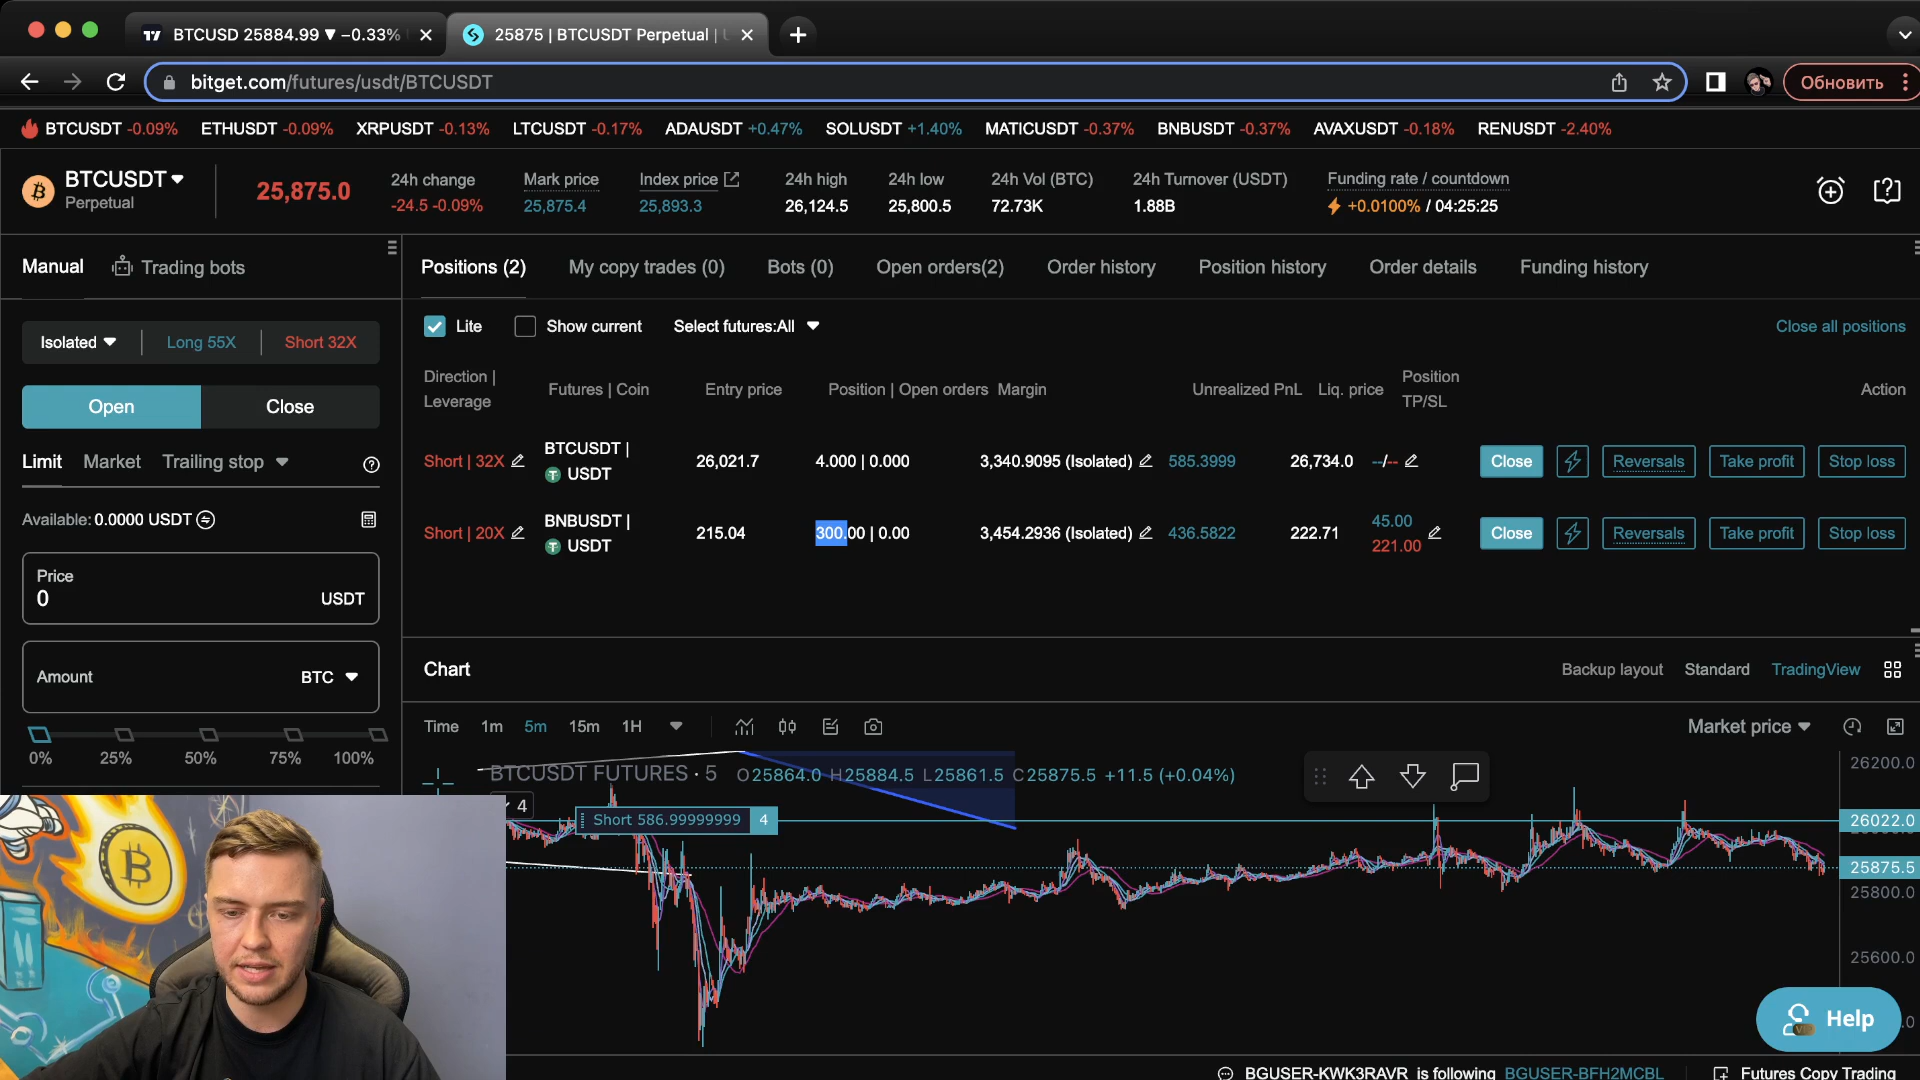 BTCUSD 25884.99 ▼ −0.33%
25875 | BTCUSDT Perpetual |
bitget.com/futures/usdt/BTCUSDT
Обновить
BTCUSDT -0.09% ETHUSDT -0.09% XRPUSDT -0.13% LTCUSDT -0.17% ADAUSDT +0.47% SOLUSDT +1.40% MATICUSDT -0.37% BNBUSDT -0.37% AVAXUSDT -0.18% RENUSDT -2.40%
BTCUSDT
Perpetual
25,875.0
24h change
-24.5 -0.09%
Mark price
25,875.4
Index price
25,893.3
24h high
26,124.5
24h low
25,800.5
24h Vol (BTC)
72.73K
24h Turnover (USDT)
1.88B
Funding rate / countdown
+0.0100% / 04:25:25
Manual Trading bots
Isolated Long 55X Short 32X
Open Close
Limit Market Trailing stop
Available: 0.0000 USDT
Price
0 USDT
Amount BTC
0% 25% 50% 75% 100%
Positions (2) My copy trades (0) Bots (0) Open orders(2) Order history Position history Order details Funding history
Lite Show current Select futures:All Close all positions
Direction | Leverage Futures | Coin Entry price Position | Open orders Margin Unrealized PnL Liq. price Position TP/SL Action
Short | 32X BTCUSDT | USDT 26,021.7 4.000 | 0.000 3,340.9095 (Isolated) 585.3999 26,734.0 --/-- Close Reversals Take profit Stop loss
Short | 20X BNBUSDT | USDT 215.04 300.00 | 0.00 3,454.2936 (Isolated) 436.5822 222.71 45.00 221.00 Close Reversals Take profit Stop loss
Chart Backup layout Standard TradingView
Time 1m 5m 15m 1H Market price
BTCUSDT FUTURES · 5 O25864.0 H25884.5 L25861.5 C25875.5 +11.5 (+0.04%)
4
Short 586.99999999 4
26200.0
26022.0
25875.5
25800.0
25600.0
Help
BGUSER-KWK3RAVR is following BGUSER-BFH2MCBL Futures Copy Trading